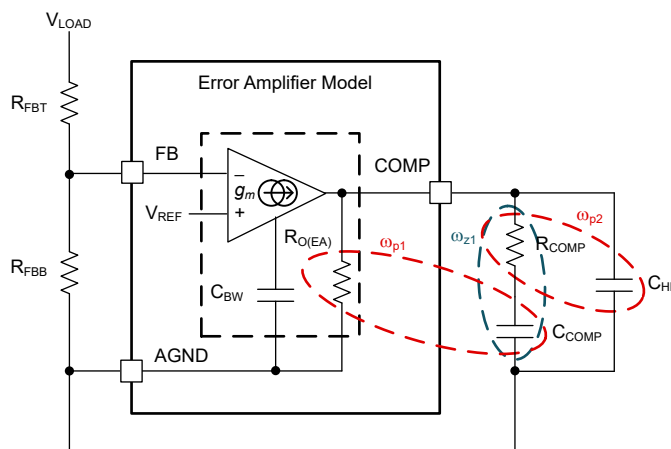 VLOAD
Error Amplifier Model
RFBT
FB
COMP
−
gm
+
VREF
RO(EA)
ωp1
ωz1
ωp2
RCOMP
RFBB
CBW
CHF
CCOMP
AGND